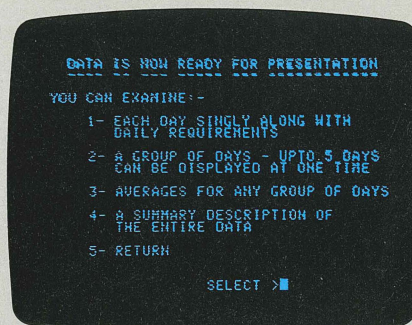 DATA IS NOW READY FOR PRESENTATION
YOU CAN EXAMINE:-
1- EACH DAY SINGLY ALONG WITH
DAILY REQUIREMENTS
2- A GROUP OF DAYS - UPTO 5 DAYS
CAN BE DISPLAYED AT ONE TIME
3- AVERAGES FOR ANY GROUP OF DAYS
4- A SUMMARY DESCRIPTION OF
THE ENTIRE DATA
5- RETURN
SELECT >